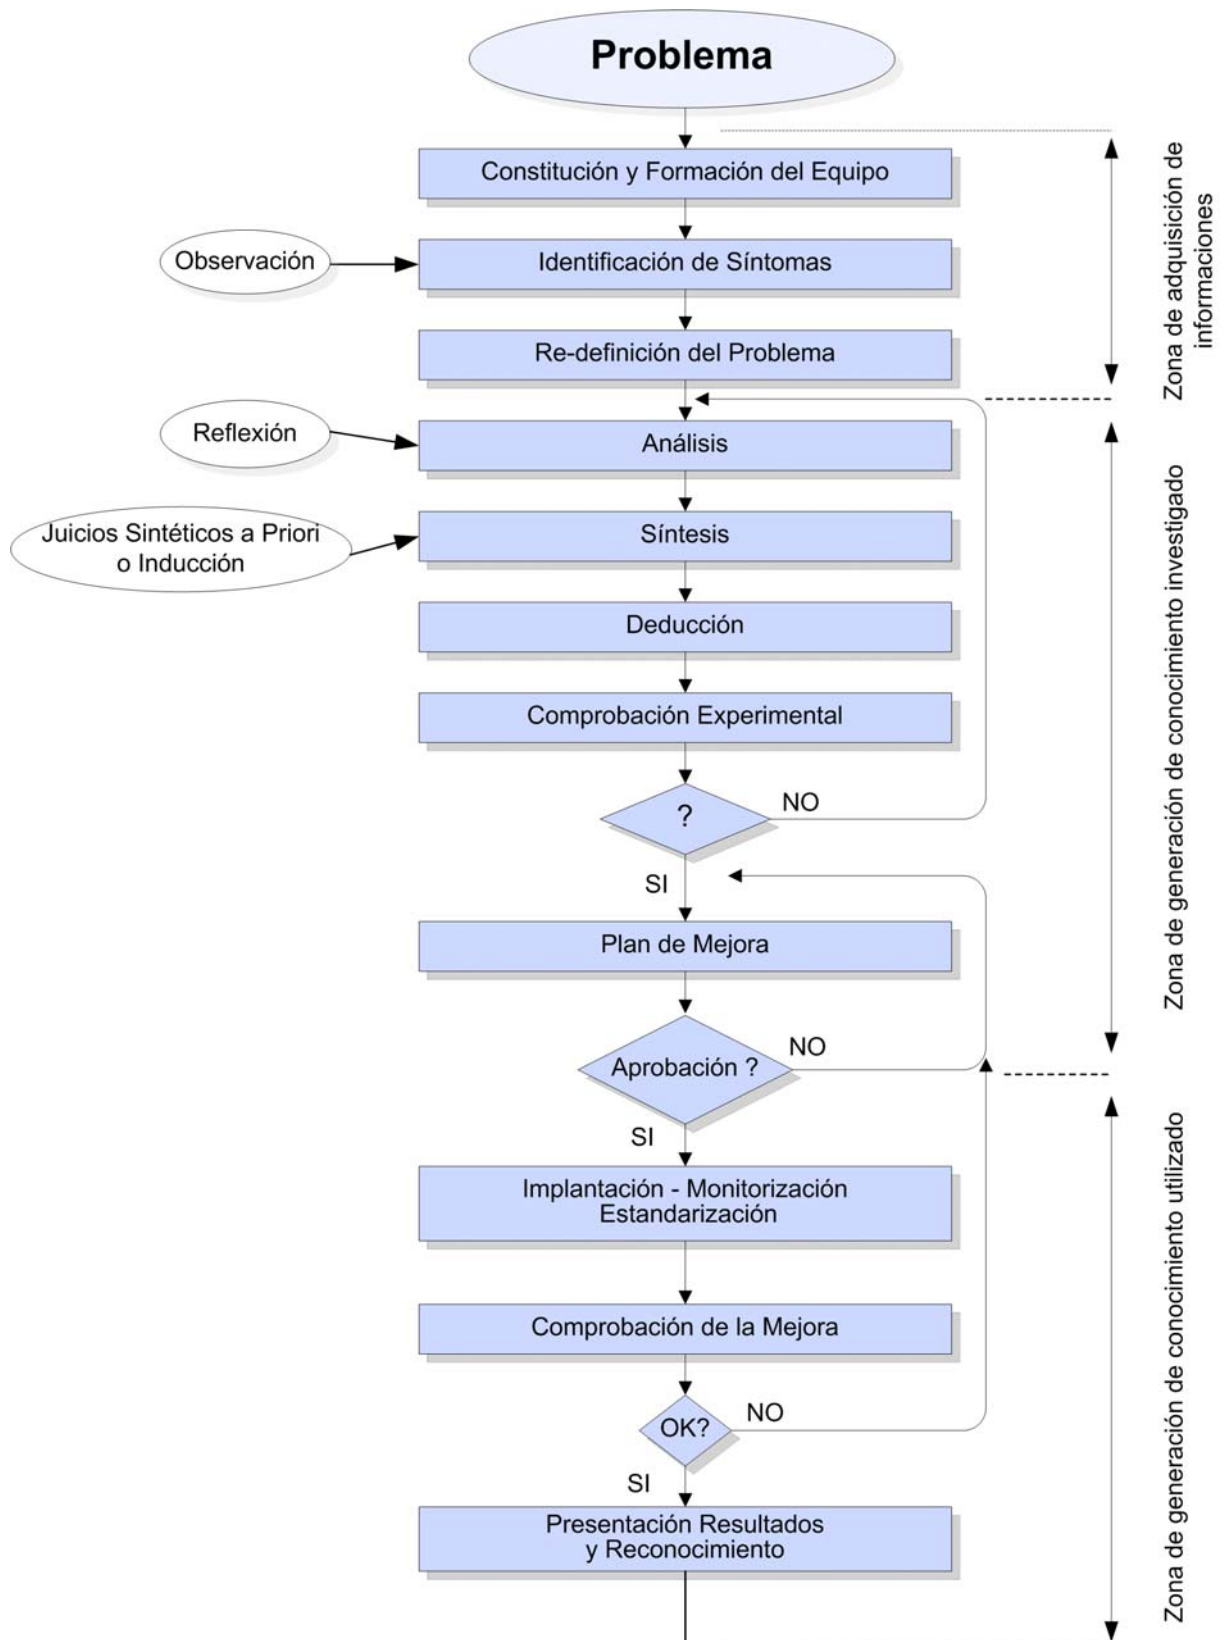 Problema
Constitución y Formación del Equipo
Observación
Identificación de Síntomas
Re-definición del Problema
Zona de adquisición de
informaciones
Reflexión
Análisis
Juicios Sintéticos a Priori
o Inducción
Síntesis
Deducción
Comprobación Experimental
?
NO
SI
Plan de Mejora
Zona de generación de conocimiento investigado
Aprobación ?
NO
SI
Implantación - Monitorización
Estandarización
Comprobación de la Mejora
OK?
NO
SI
Presentación Resultados
y Reconocimiento
Zona de generación de conocimiento utilizado